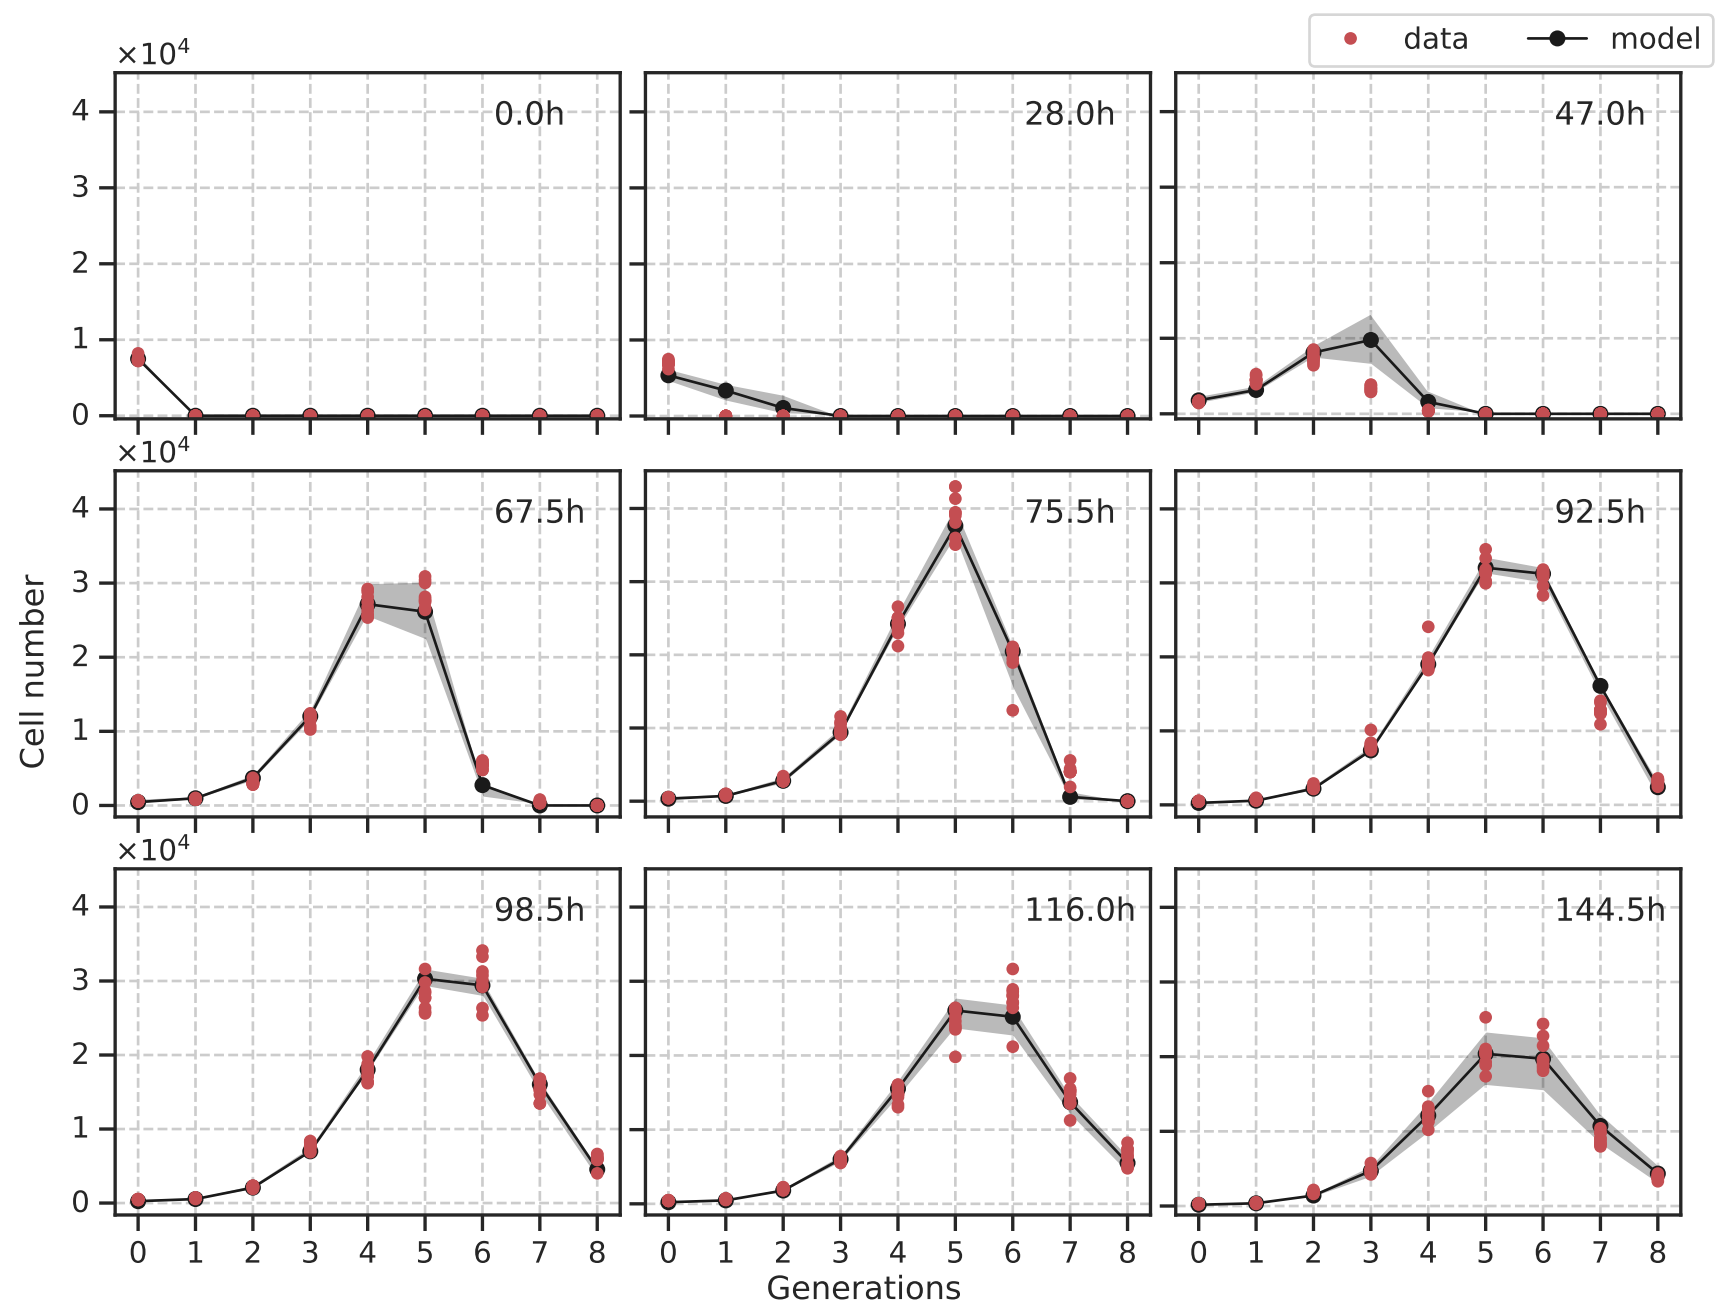 data model
×10⁴
4 3 2 1 0
0.0h
28.0h
47.0h
×10⁴
4 3 2 1 0
67.5h
75.5h
92.5h
Cell number
×10⁴
4 3 2 1 0
98.5h
116.0h
144.5h
0 1 2 3 4 5 6 7 8
0 1 2 3 4 5 6 7 8
0 1 2 3 4 5 6 7 8
Generations